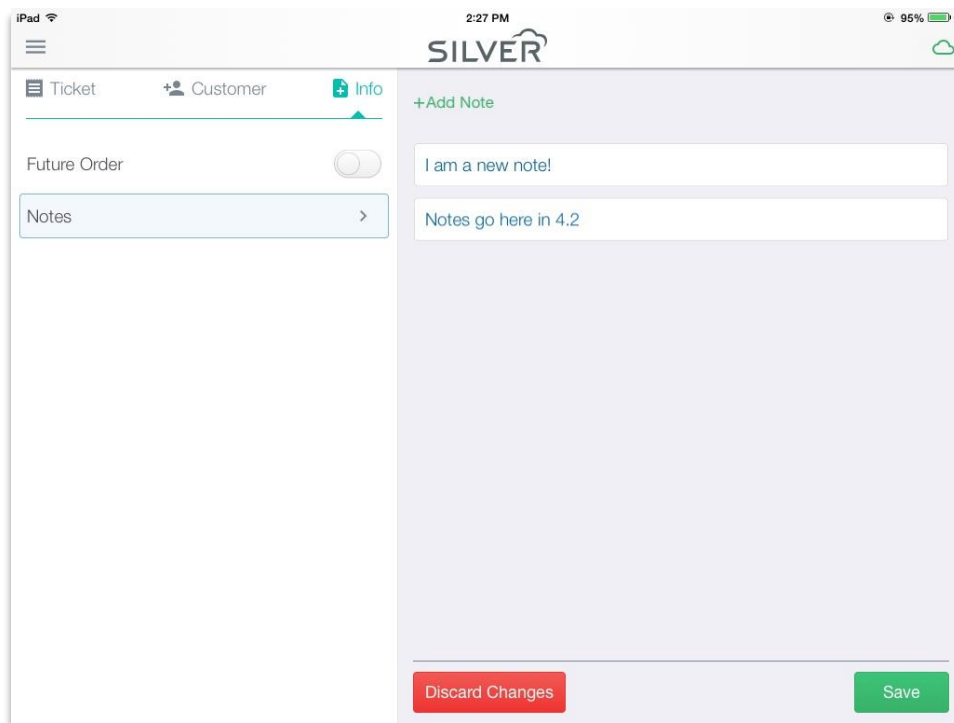 iPad 2:27 PM 95%
SILVER
Ticket Customer Info
+Add Note
Future Order
I am a new note!
Notes
Notes go here in 4.2
Discard Changes Save